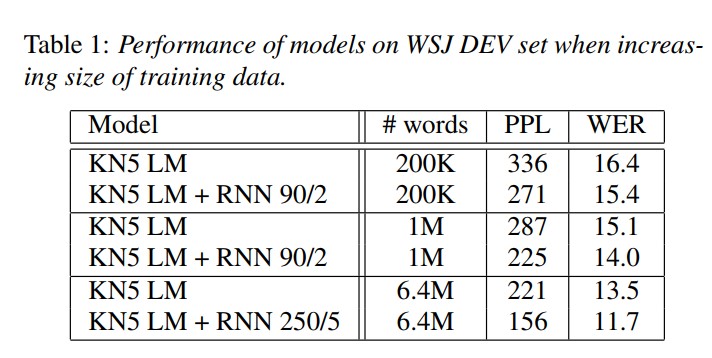 Table 1: Performance of models on WSJ DEV set when increas-
ing size of training data.
Model # words PPL WER
KN5 LM 200K 336 16.4
KN5 LM + RNN 90/2 200K 271 15.4
KN5 LM 1M 287 15.1
KN5 LM + RNN 90/2 1M 225 14.0
KN5 LM 6.4M 221 13.5
KN5 LM + RNN 250/5 6.4M 156 11.7